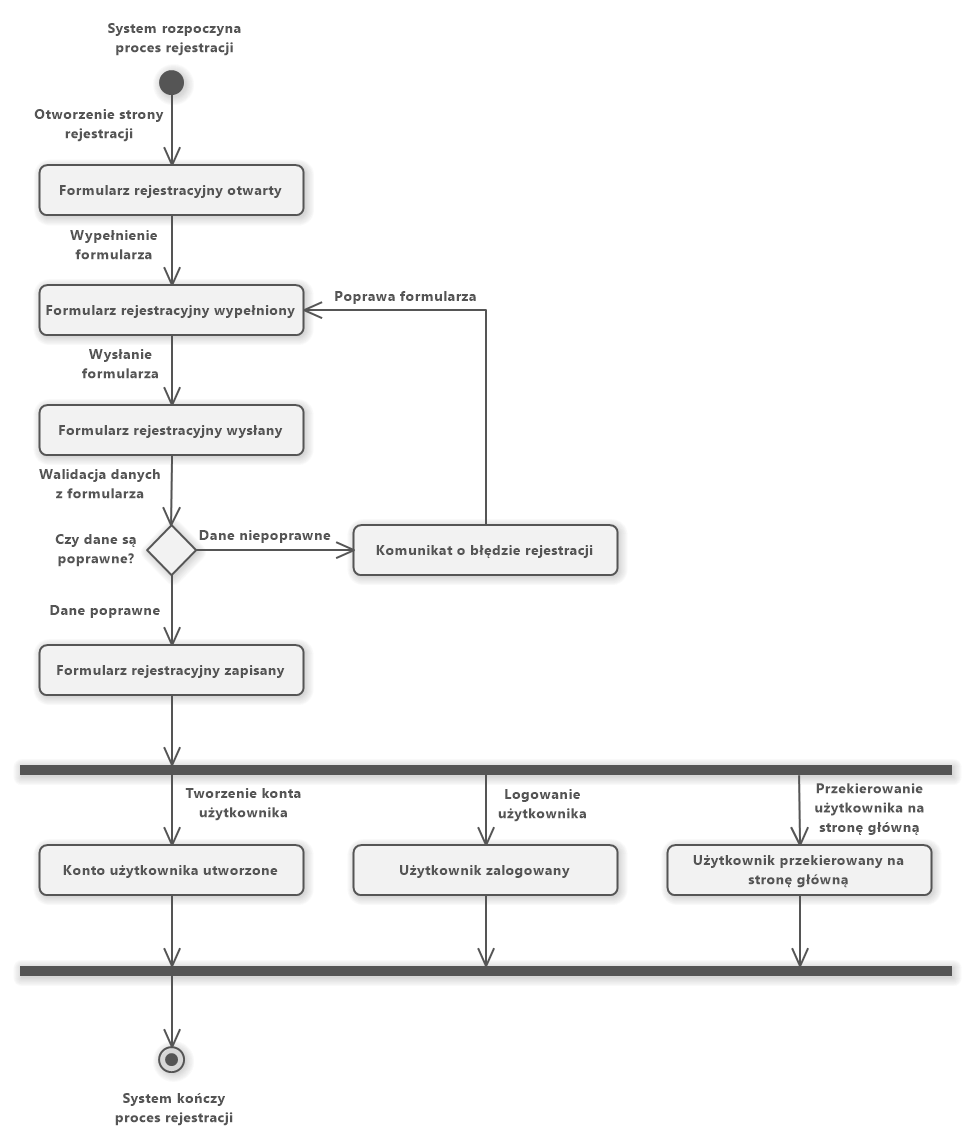 System rozpoczyna
proces rejestracji
Otworzenie strony
rejestracji
Formularz rejestracyjny otwarty
Wypełnienie
formularza
Formularz rejestracyjny wypełniony
Poprawa formularza
Wysłanie
formularza
Formularz rejestracyjny wysłany
Walidacja danych
z formularza
Czy dane są
poprawne?
Dane niepoprawne
Komunikat o błędzie rejestracji
Dane poprawne
Formularz rejestracyjny zapisany
Tworzenie konta
użytkownika
Logowanie
użytkownika
Przekierowanie
użytkownika na
stronę główną
Konto użytkownika utworzone
Użytkownik zalogowany
Użytkownik przekierowany na
stronę główną
System kończy
proces rejestracji